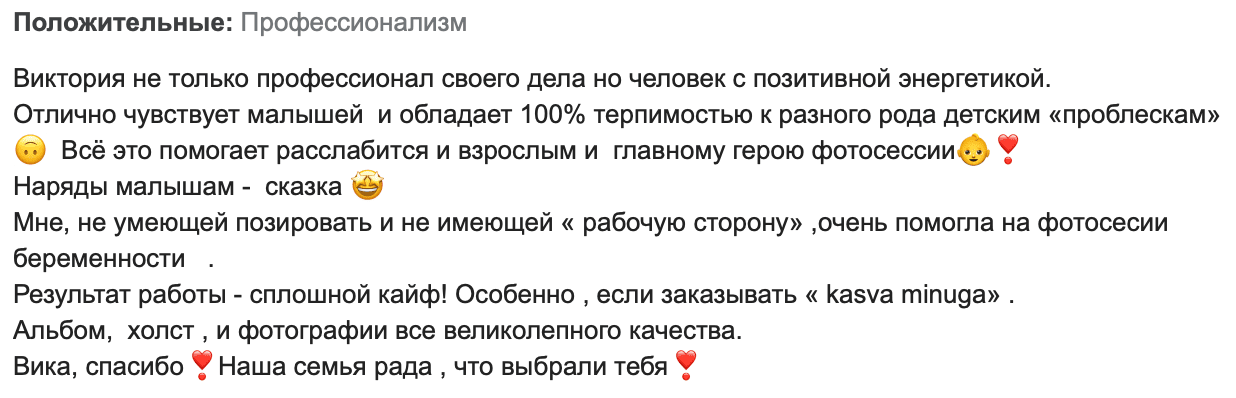 Положительные: Профессионализм
Виктория не только профессионал своего дела но человек с позитивной энергетикой.
Отлично чувствует малышей  и обладает 100% терпимостью к разного рода детским «проблескам»
🙃  Всё это помогает расслабится и взрослым и  главному герою фотосессии👶❣️
Наряды малышам -  сказка 🤩
Мне, не умеющей позировать и не имеющей « рабочую сторону» ,очень помогла на фотосесии
беременности   .
Результат работы - сплошной кайф! Особенно , если заказывать « kasva minuga» .
Альбом,  холст , и фотографии все великолепного качества.
Вика, спасибо❣️Наша семья рада , что выбрали тебя❣️